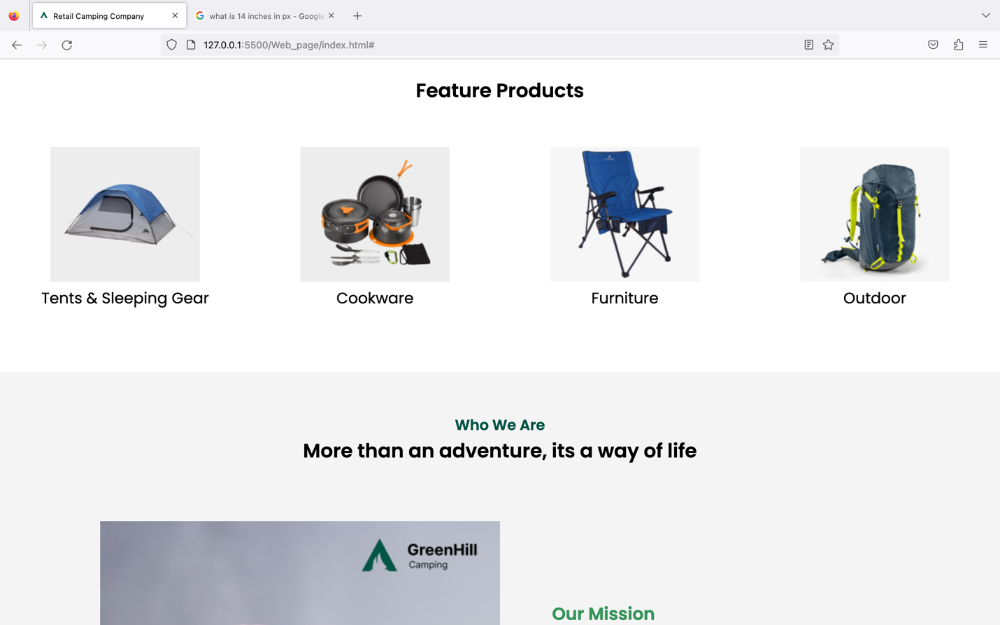 Retail Camping Company
what is 14 inches in px - Google
127.0.0.1:5500/Web_page/index.html#
Feature Products
Tents & Sleeping Gear
Cookware
Furniture
Outdoor
Who We Are
More than an adventure, its a way of life
GreenHill
Camping
Our Mission